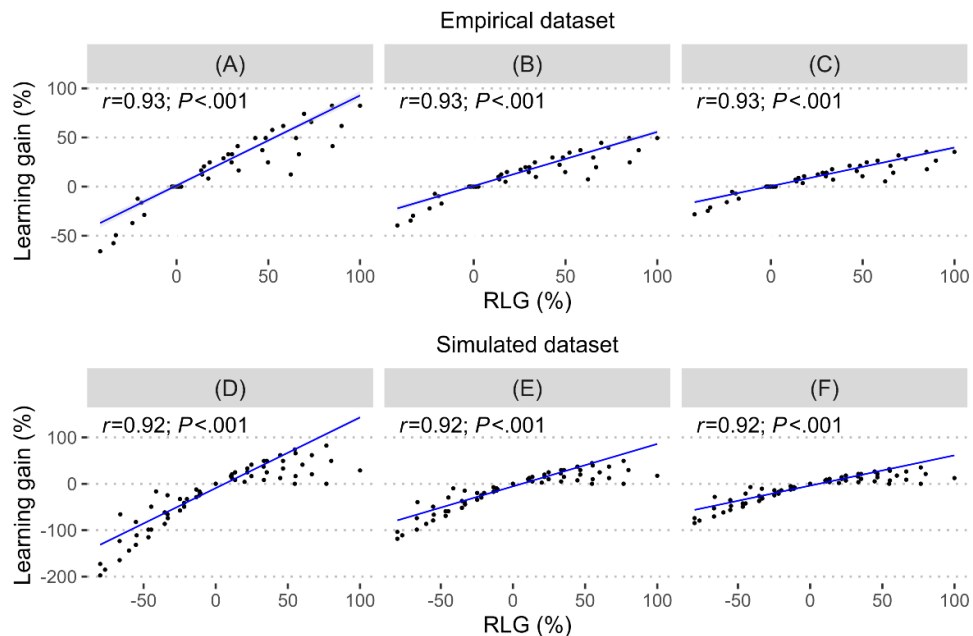 Empirical dataset
(A) (B) (C)
r=0.93; P<.001 r=0.93; P<.001 r=0.93; P<.001
Learning gain (%)
100
50
0
-50
0 50 100 0 50 100 0 50 100
RLG (%)
Simulated dataset
(D) (E) (F)
r=0.92; P<.001 r=0.92; P<.001 r=0.92; P<.001
Learning gain (%)
100
0
-100
-200
-50 0 50 100 -50 0 50 100 -50 0 50 100
RLG (%)